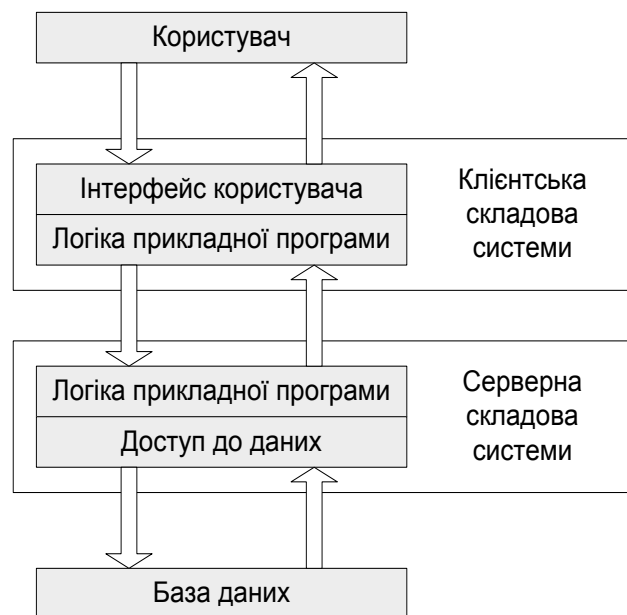 Користувач
Інтерфейс користувача
Логіка прикладної програми
Клієнтська
складова
системи
Логіка прикладної програми
Доступ до даних
Серверна
складова
системи
База даних